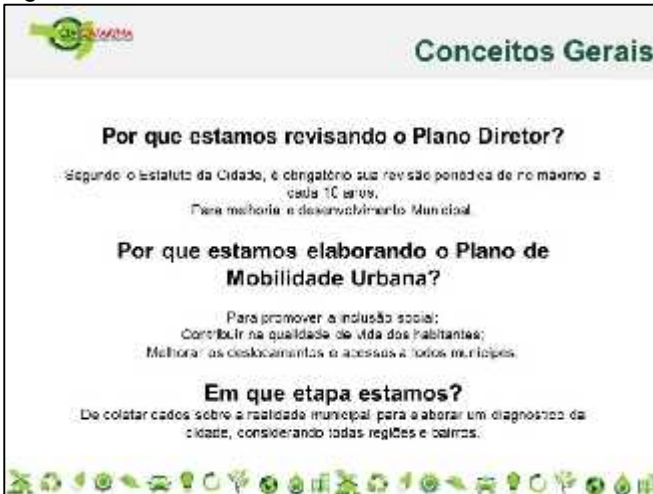 CINCATARINA
Conceitos Gerais
Por que estamos revisando o Plano Diretor?
Segundo o Estatuto da Cidade, é obrigatório sua revisão periódica de no máximo a
cada 10 anos.
Para melhoria e desenvolvimento Municipal.
Por que estamos elaborando o Plano de
Mobilidade Urbana?
Para promover a inclusão social;
Contribuir na qualidade de vida dos habitantes;
Melhorar os deslocamentos e acessos a todos munícipes.
Em que etapa estamos?
De coletar dados sobre a realidade municipal para elaborar um diagnóstico da
cidade, considerando todas regiões e bairros.